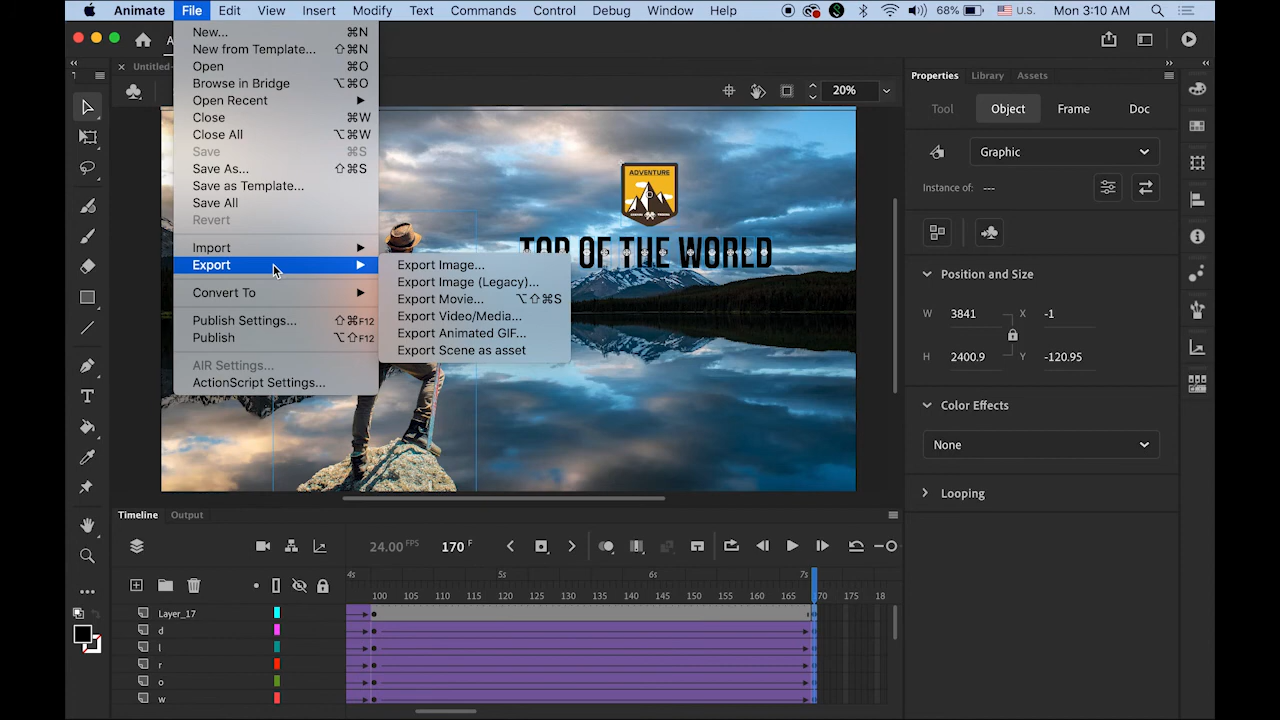 Animate File Edit View Insert Modify Text Commands Control Debug Window Help 68% U.S. Mon 3:10 AM
New... ⌘N
New from Template... ⇧⌘N
Open ⌘O
Browse in Bridge ⌥⌘O
Open Recent
Close ⌘W
Close All ⌥⌘W
Save ⌘S
Save As... ⇧⌘S
Save as Template...
Save All
Revert
Import
Export
Convert To
Publish Settings... ⇧⌘F12
Publish ⌥⇧F12
AIR Settings...
ActionScript Settings...
Export Image...
Export Image (Legacy)...
Export Movie... ⌥⇧⌘S
Export Video/Media...
Export Animated GIF...
Export Scene as asset
Untitled-
20%
ADVENTURE
TOP OF THE WORLD
Properties Library Assets
Tool Object Frame Doc
Graphic
Instance of: ---
Position and Size
W 3841 X -1
H 2400.9 Y -120.95
Color Effects
None
Looping
Timeline Output
24.00 FPS 170 F
4s 5s 6s 7s
100 105 110 115 120 125 130 135 140 145 150 155 160 165 170 175 18
Layer_17
d
l
r
o
w